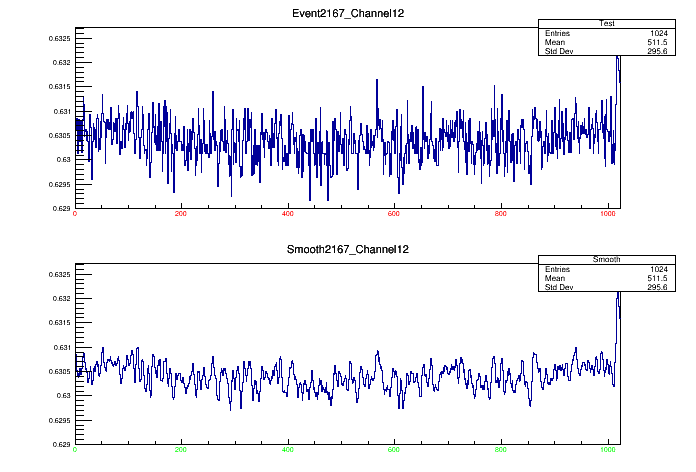 Event2167_Channel12
Test
Entries 1024
Mean 511.5
Std Dev 295.6
0.6325
0.632
0.6315
0.631
0.6305
0.63
0.6295
0.629
0 200 400 600 800 1000
Smooth2167_Channel12
Smooth
Entries 1024
Mean 511.5
Std Dev 295.6
0.6325
0.632
0.6315
0.631
0.6305
0.63
0.6295
0.629
0 200 400 600 800 1000